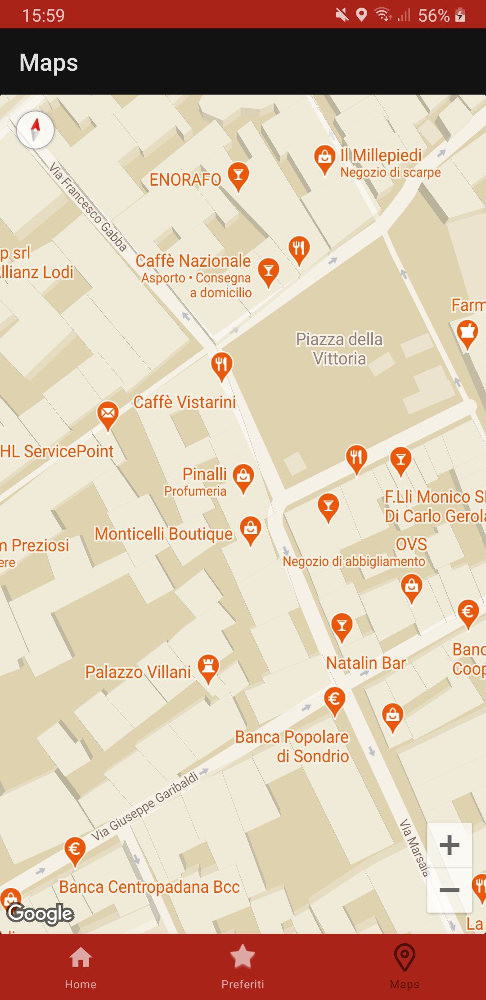 15:59
56%
Maps
Il Millepiedi
Negozio di scarpe
ENORAFO
Via Francesco Gabba
p srl
llianz Lodi
Caffè Nazionale
Asporto • Consegna
a domicilio
Farm
Piazza della
Vittoria
Caffè Vistarini
HL ServicePoint
Pinalli
Profumeria
F.Lli Monico
Di Carlo Gerola
Monticelli Boutique
m Preziosi
ere
OVS
Negozio di abbigliamento
Banc
Coop
Natalin Bar
Palazzo Villani
Banca Popolare
di Sondrio
Via Giuseppe Garibaldi
Via Marsala
Banca Centropadana Bcc
Google
La
Home
Preferiti
Maps